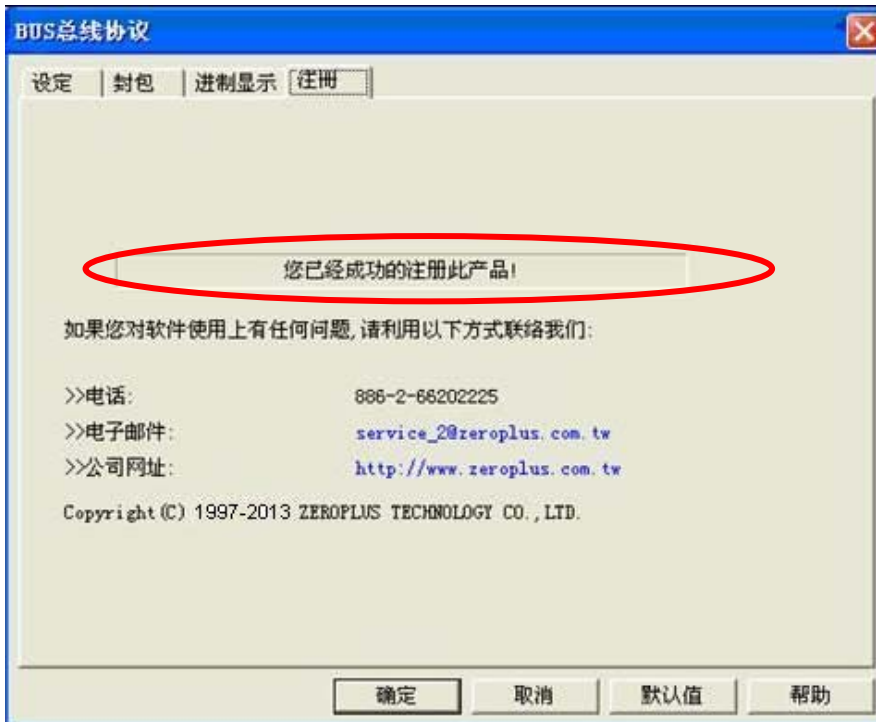 BUS总线协议
设定 封包 进制显示 注册
您已经成功的注册此产品!
如果您对软件使用上有任何问题,请利用以下方式联络我们:
>>电话: 886-2-66202225
>>电子邮件: service_2@zeroplus.com.tw
>>公司网址: http://www.zeroplus.com.tw
Copyright(C) 1997-2013 ZEROPLUS TECHNOLOGY CO.,LTD.
确定 取消 默认值 帮助